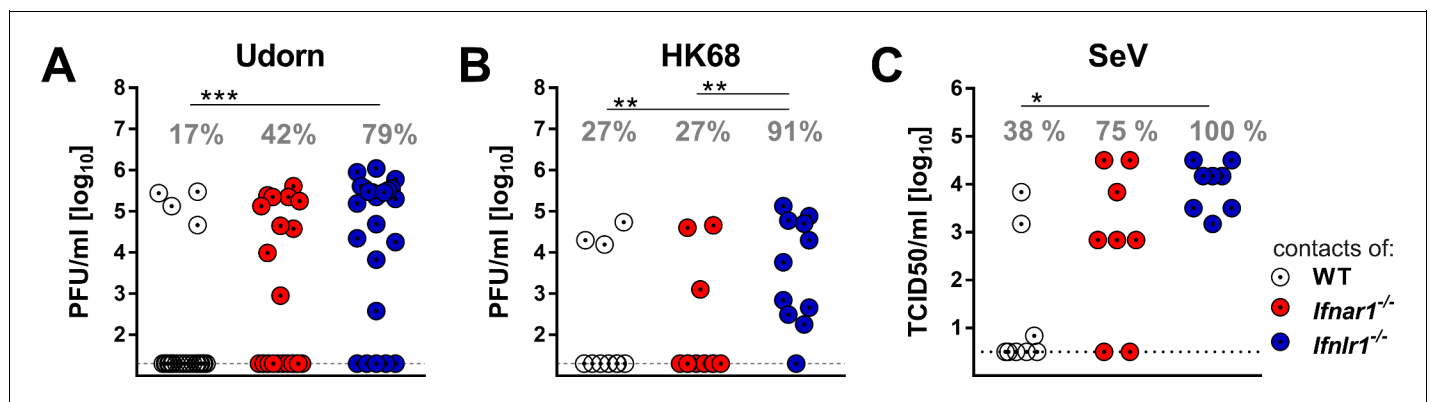 A
Udorn
PFU/ml [log10]
8
7
6
5
4
3
2
***
17%
42%
79%
B
HK68
PFU/ml [log10]
8
7
6
5
4
3
2
**
**
27%
27%
91%
C
SeV
TCID50/ml [log10]
6
5
4
3
2
1
*
38 %
75 %
100 %
contacts of:
WT
Ifnar1-/-
Ifnlr1-/-